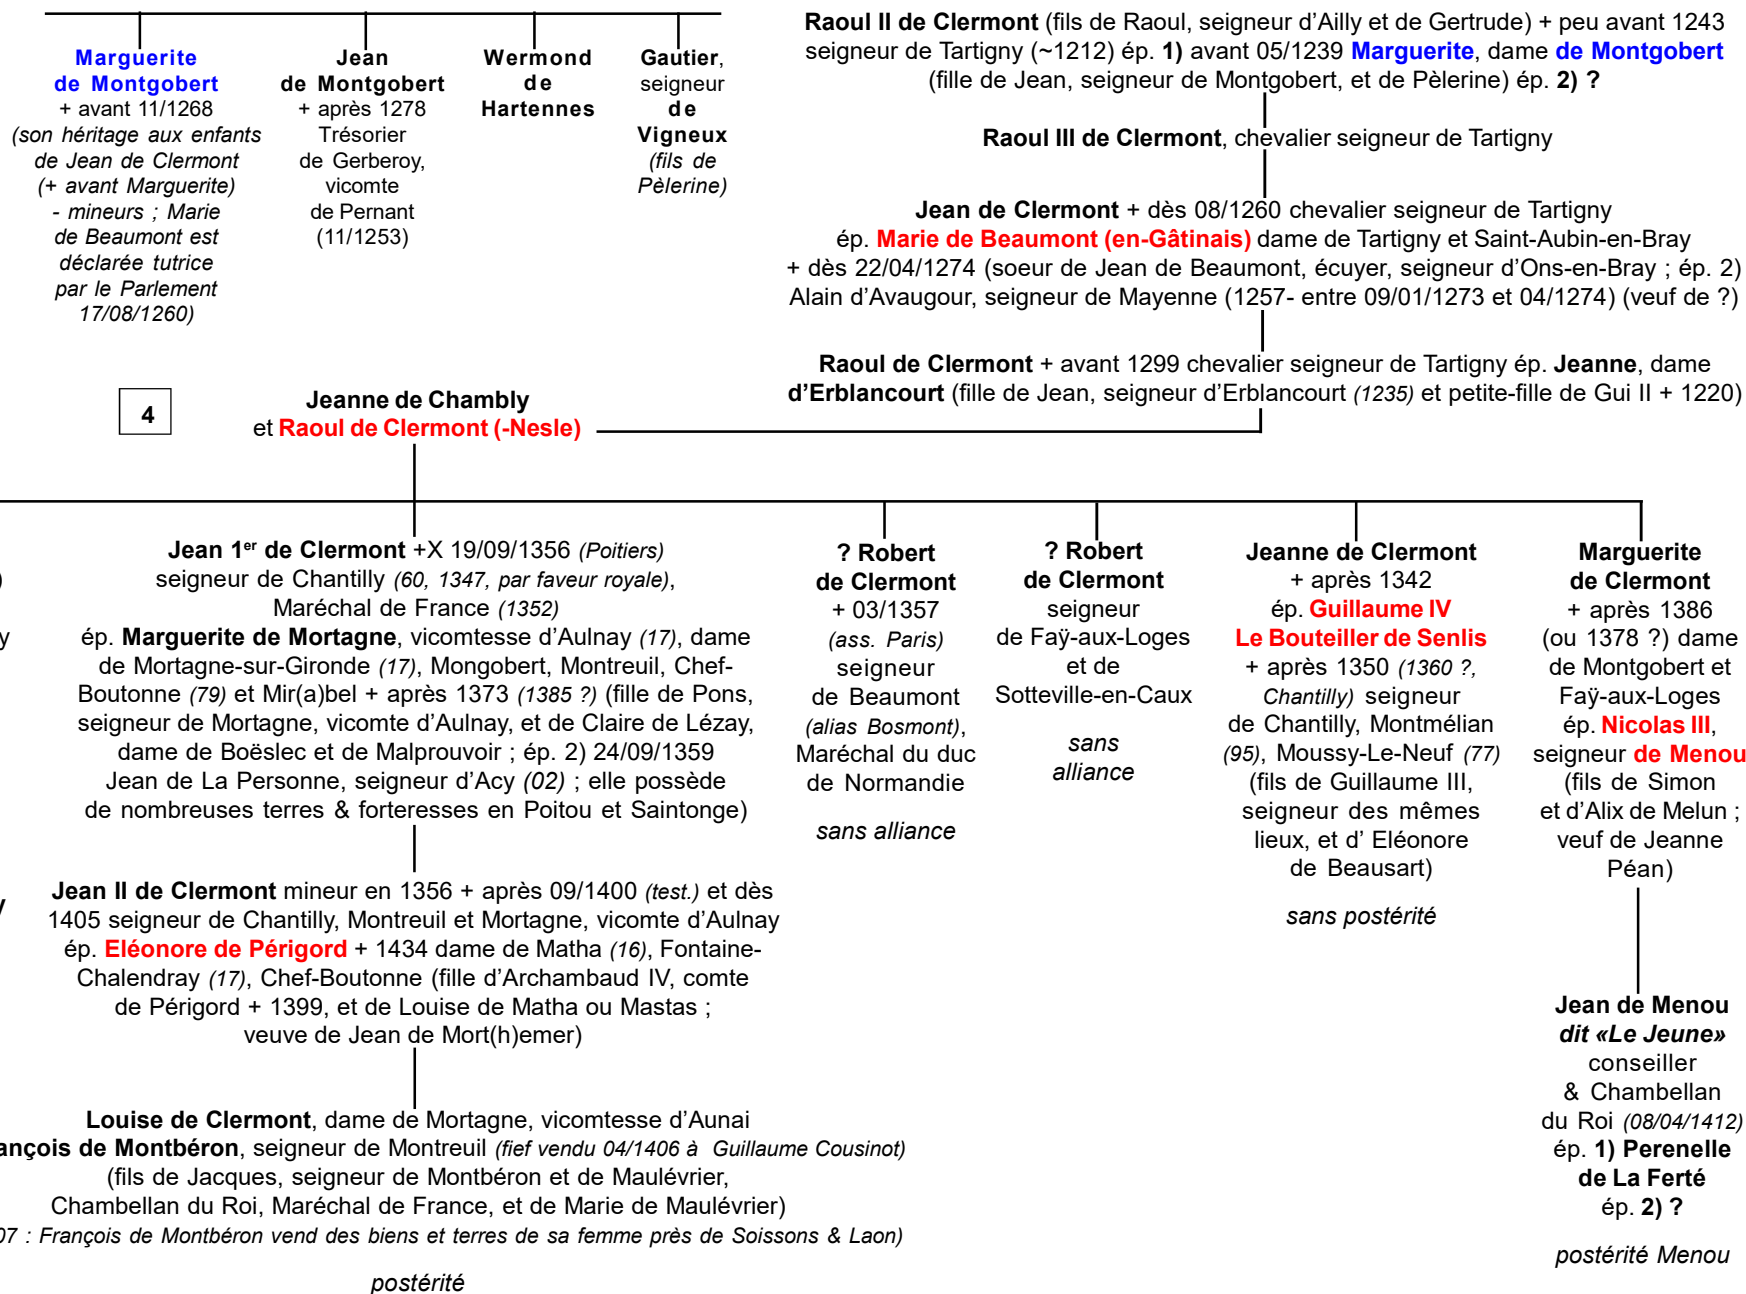 Marguerite
de Montgobert
+ avant 11/1268
(son héritage aux enfants
de Jean de Clermont
(+ avant Marguerite)
- mineurs ; Marie
de Beaumont est
déclarée tutrice
par le Parlement
17/08/1260)
Jean
de Montgobert
+ après 1278
Trésorier
de Gerberoy,
vicomte
de Pernant
(11/1253)
Wermond
de
Hartennes
Gautier,
seigneur
de
Vigneux
(fils de
Pèlerine)
Raoul II de Clermont (fils de Raoul, seigneur d'Ailly et de Gertrude) + peu avant 1243
seigneur de Tartigny (~1212) ép. 1) avant 05/1239 Marguerite, dame de Montgobert
(fille de Jean, seigneur de Montgobert, et de Pèlerine) ép. 2) ?
Raoul III de Clermont, chevalier seigneur de Tartigny
Jean de Clermont + dès 08/1260 chevalier seigneur de Tartigny
ép. Marie de Beaumont (en-Gâtinais) dame de Tartigny et Saint-Aubin-en-Bray
+ dès 22/04/1274 (soeur de Jean de Beaumont, écuyer, seigneur d'Ons-en-Bray ; ép. 2)
Alain d'Avaugour, seigneur de Mayenne (1257- entre 09/01/1273 et 04/1274) (veuf de ?)
Raoul de Clermont + avant 1299 chevalier seigneur de Tartigny ép. Jeanne, dame
d'Erblancourt (fille de Jean, seigneur d'Erblancourt (1235) et petite-fille de Gui II + 1220)
4
Jeanne de Chambly
et Raoul de Clermont (-Nesle)
)
y
y
Jean 1er de Clermont +X 19/09/1356 (Poitiers)
seigneur de Chantilly (60, 1347, par faveur royale),
Maréchal de France (1352)
ép. Marguerite de Mortagne, vicomtesse d'Aulnay (17), dame
de Mortagne-sur-Gironde (17), Mongobert, Montreuil, Chef-
Boutonne (79) et Mir(a)bel + après 1373 (1385 ?) (fille de Pons,
seigneur de Mortagne, vicomte d'Aulnay, et de Claire de Lézay,
dame de Boëslec et de Malprouvoir ; ép. 2) 24/09/1359
Jean de La Personne, seigneur d'Acy (02) ; elle possède
de nombreuses terres & forteresses en Poitou et Saintonge)
Jean II de Clermont mineur en 1356 + après 09/1400 (test.) et dès
1405 seigneur de Chantilly, Montreuil et Mortagne, vicomte d'Aulnay
ép. Eléonore de Périgord + 1434 dame de Matha (16), Fontaine-
Chalendray (17), Chef-Boutonne (fille d'Archambaud IV, comte
de Périgord + 1399, et de Louise de Matha ou Mastas ;
veuve de Jean de Mort(h)emer)
Louise de Clermont, dame de Mortagne, vicomtesse d'Aunai
ançois de Montbéron, seigneur de Montreuil (fief vendu 04/1406 à Guillaume Cousinot)
(fils de Jacques, seigneur de Montbéron et de Maulévrier,
Chambellan du Roi, Maréchal de France, et de Marie de Maulévrier)
07 : François de Montbéron vend des biens et terres de sa femme près de Soissons & Laon)
postérité
? Robert
de Clermont
+ 03/1357
(ass. Paris)
seigneur
de Beaumont
(alias Bosmont),
Maréchal du duc
de Normandie
sans alliance
? Robert
de Clermont
seigneur
de Faÿ-aux-Loges
et de
Sotteville-en-Caux
sans
alliance
Jeanne de Clermont
+ après 1342
ép. Guillaume IV
Le Bouteiller de Senlis
+ après 1350 (1360 ?,
Chantilly) seigneur
de Chantilly, Montmélian
(95), Moussy-Le-Neuf (77)
(fils de Guillaume III,
seigneur des mêmes
lieux, et d' Eléonore
de Beausart)
sans postérité
Marguerite
de Clermont
+ après 1386
(ou 1378 ?) dame
de Montgobert et
Faÿ-aux-Loges
ép. Nicolas III,
seigneur de Menou
(fils de Simon
et d'Alix de Melun ;
veuf de Jeanne
Péan)
Jean de Menou
dit «Le Jeune»
conseiller
& Chambellan
du Roi (08/04/1412)
ép. 1) Perenelle
de La Ferté
ép. 2) ?
postérité Menou